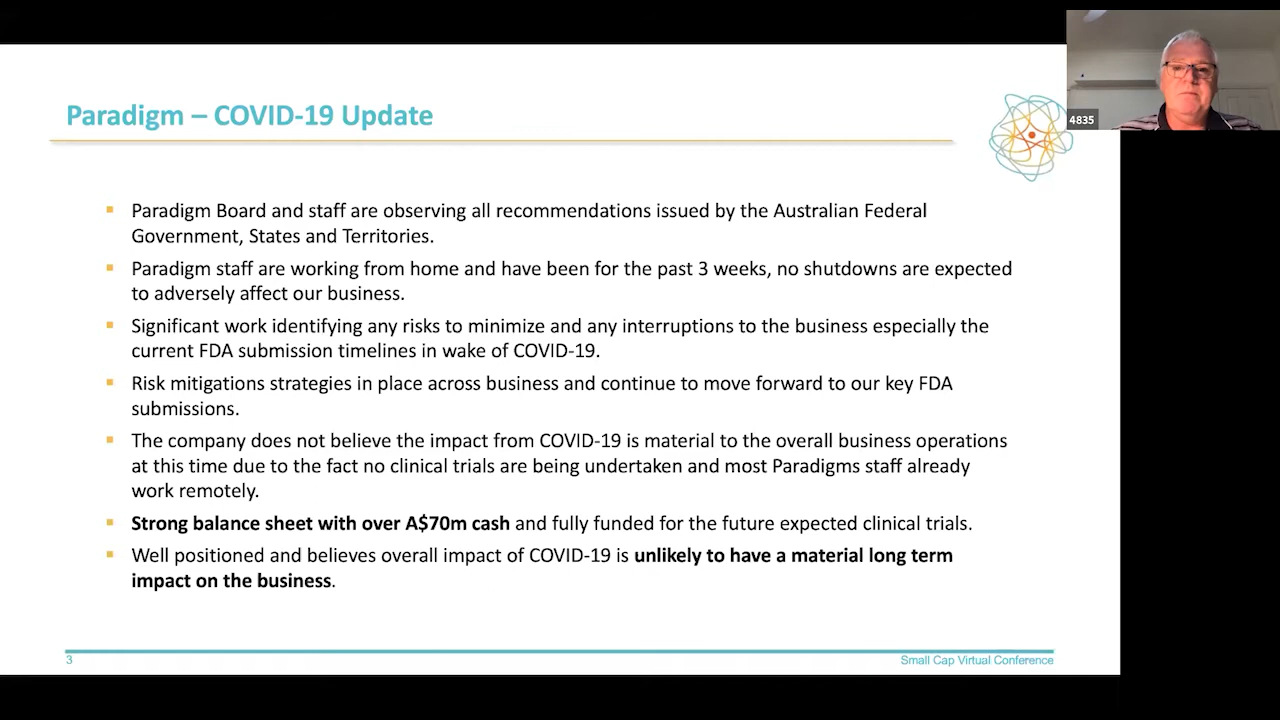 4835
Paradigm – COVID-19 Update
Paradigm Board and staff are observing all recommendations issued by the Australian Federal
Government, States and Territories.
Paradigm staff are working from home and have been for the past 3 weeks, no shutdowns are expected
to adversely affect our business.
Significant work identifying any risks to minimize and any interruptions to the business especially the
current FDA submission timelines in wake of COVID-19.
Risk mitigations strategies in place across business and continue to move forward to our key FDA
submissions.
The company does not believe the impact from COVID-19 is material to the overall business operations
at this time due to the fact no clinical trials are being undertaken and most Paradigms staff already
work remotely.
Strong balance sheet with over A$70m cash and fully funded for the future expected clinical trials.
Well positioned and believes overall impact of COVID-19 is unlikely to have a material long term
impact on the business.
3
Small Cap Virtual Conference